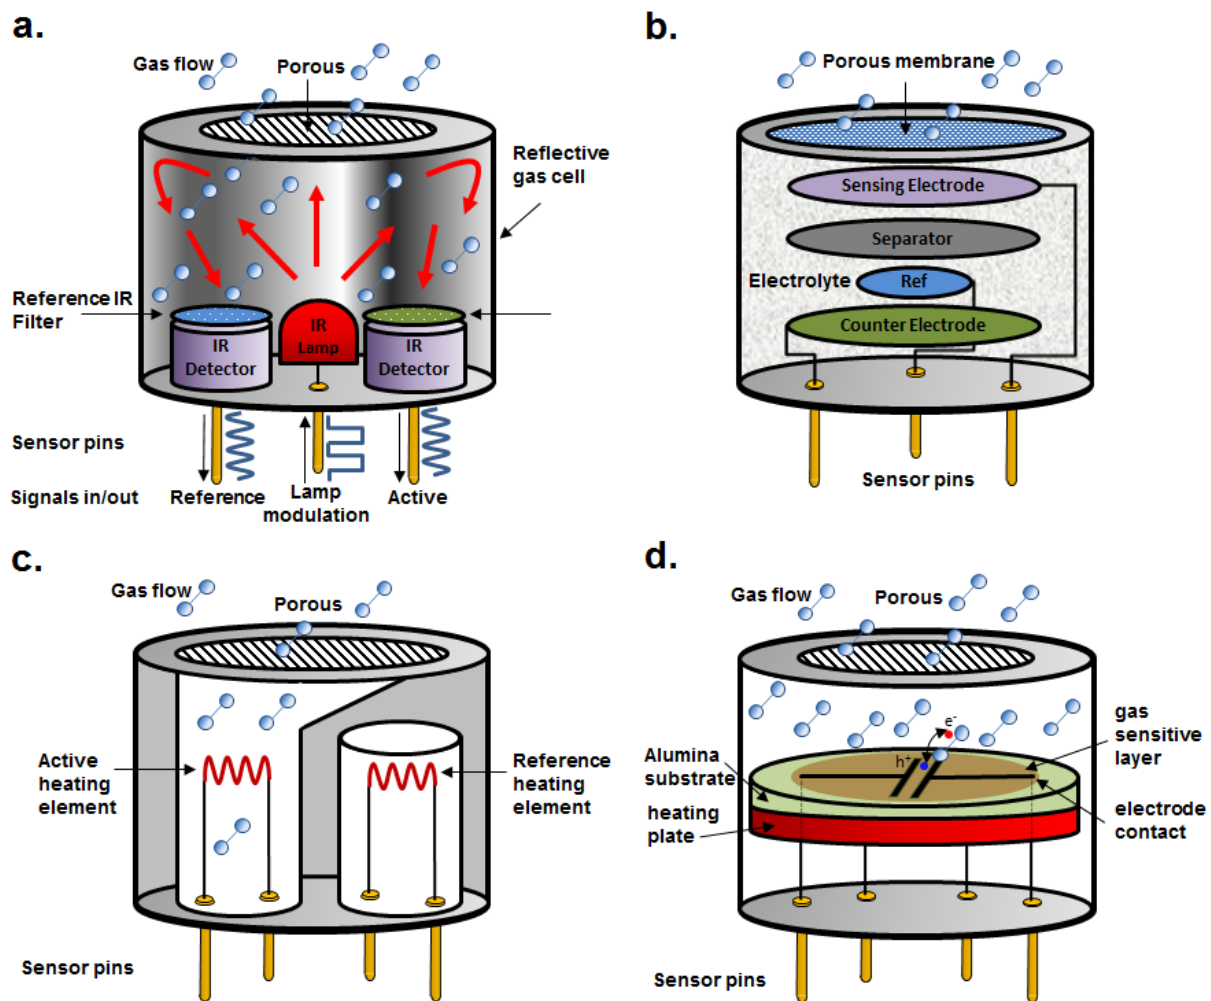 a.
Gas flow
Porous
Reflective
gas cell
Reference IR
Filter
IR
Detector
IR
Lamp
IR
Detector
Sensor pins
Signals in/out
Reference
Lamp
modulation
Active
b.
Porous membrane
Sensing Electrode
Separator
Electrolyte
Ref
Counter Electrode
Sensor pins
c.
Gas flow
Porous
Active
heating
element
Reference
heating
element
Sensor pins
d.
Gas flow
Porous
e-
h+
gas
sensitive
layer
Alumina
substrate
heating
plate
electrode
contact
Sensor pins